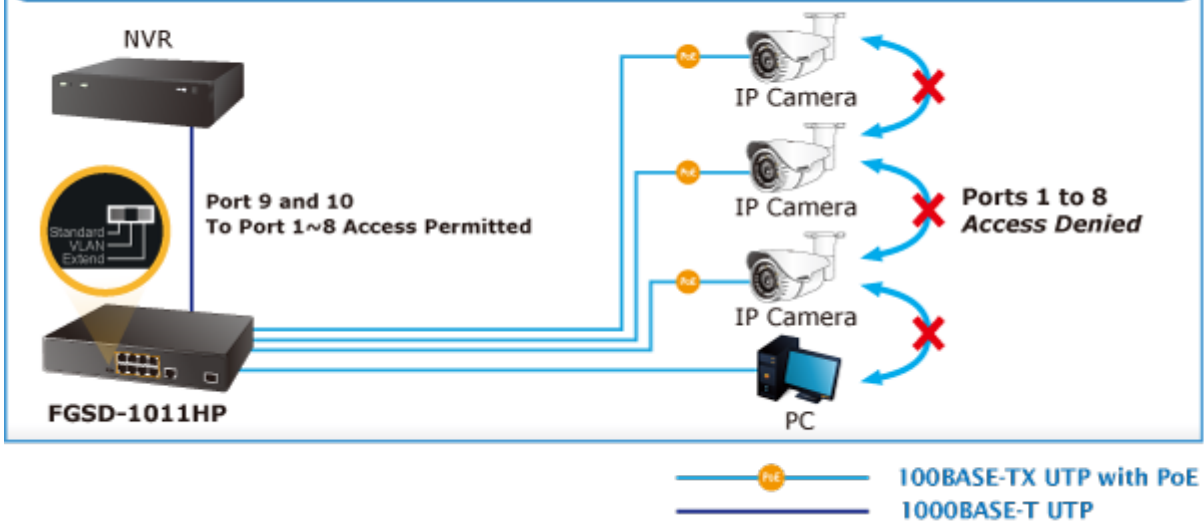 NVR
PoE
IP Camera
Port 9 and 10
To Port 1~8 Access Permitted
Standard
VLAN
Extend
PoE
IP Camera
Ports 1 to 8
Access Denied
PoE
IP Camera
FGSD-1011HP
PC
PoE
100BASE-TX UTP with PoE
1000BASE-T UTP